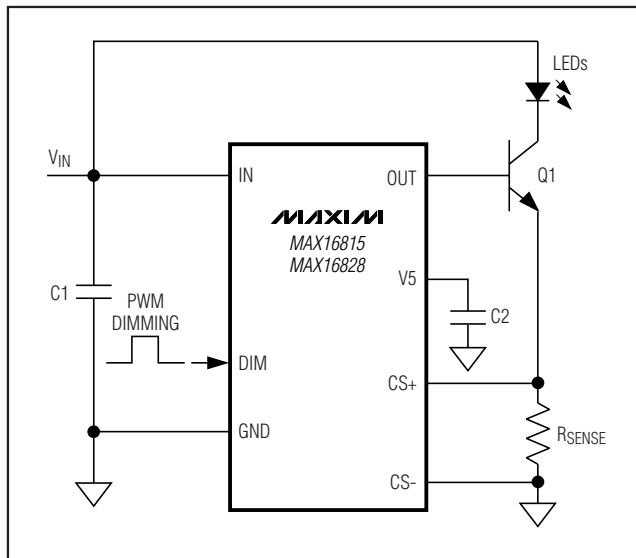 LEDs
VIN
IN
OUT
Q1
MAXIM
MAX16815
MAX16828
C1
PWM
DIMMING
V5
C2
DIM
CS+
GND
RSENSE
CS-